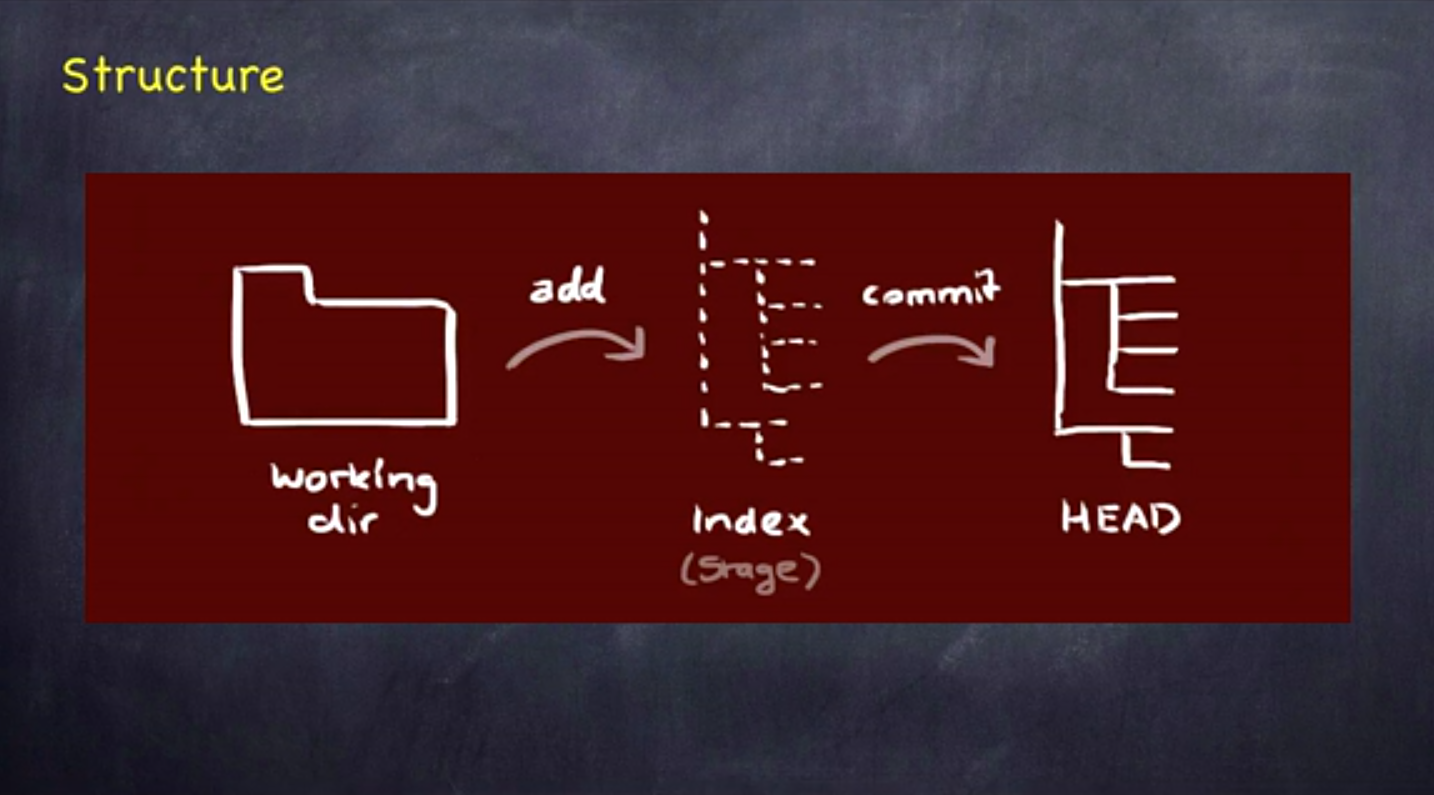 Structure
add
commit
working
dir
Index
(Stage)
HEAD